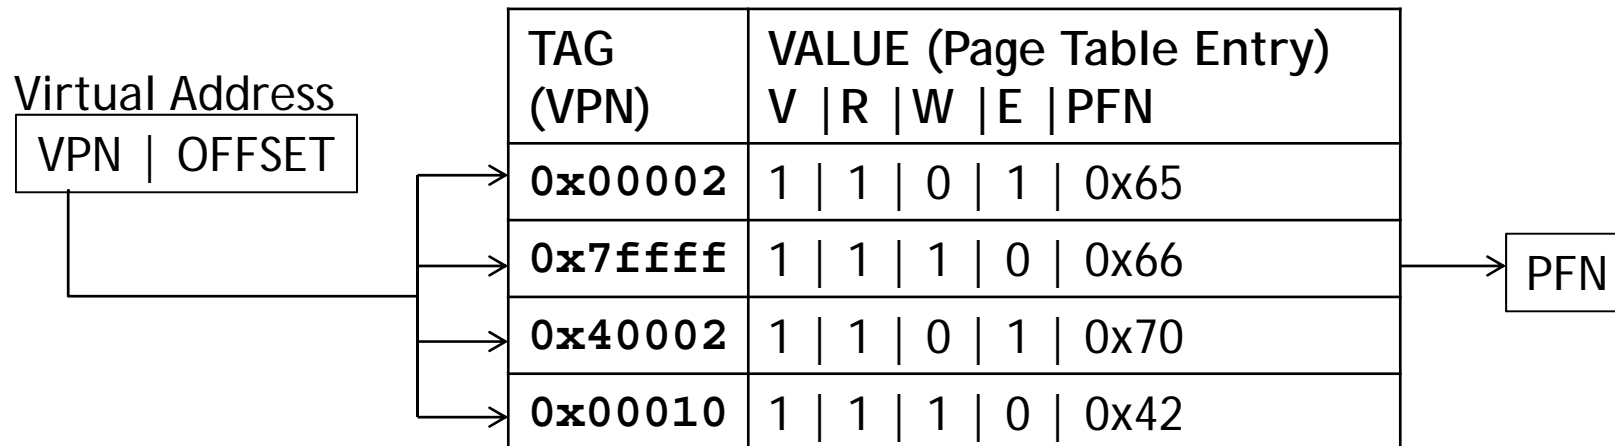 Virtual Address
VPN | OFFSET
TAG
(VPN)
VALUE (Page Table Entry)
V | R | W | E | PFN
0x00002
1 | 1 | 0 | 1 | 0x65
0x7ffff
1 | 1 | 1 | 0 | 0x66
0x40002
1 | 1 | 0 | 1 | 0x70
0x00010
1 | 1 | 1 | 0 | 0x42
PFN